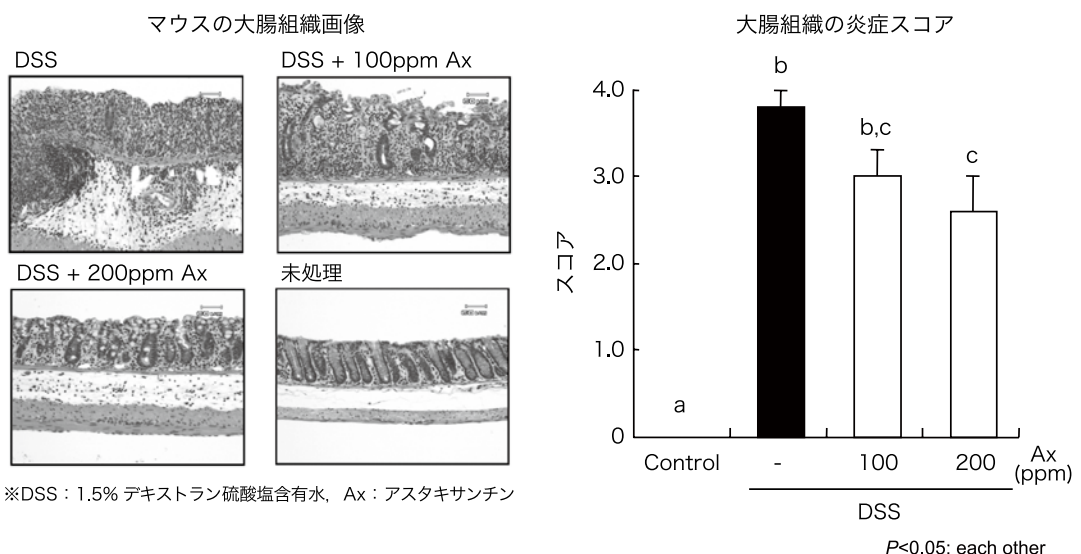 マウスの大腸組織画像
DSS
DSS + 100ppm Ax
DSS + 200ppm Ax
未処理
※DSS：1.5% デキストラン硫酸塩含有水，Ax：アスタキサンチン
大腸組織の炎症スコア
スコア
4.0
3.0
2.0
1.0
0
a
b
b,c
c
Control
-
100
200
Ax
(ppm)
DSS
P<0.05: each other